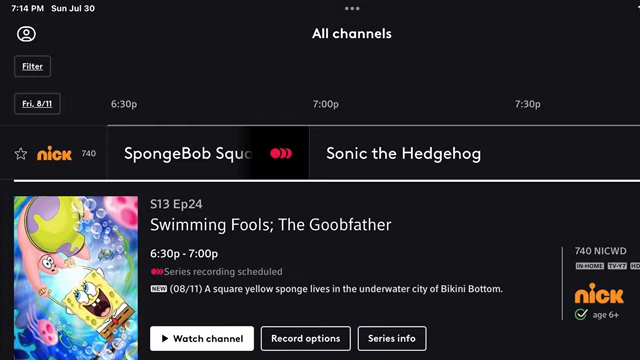 7:14 PM Sun Jul 30
All channels
Filter
Fri, 8/11
6:30p
7:00p
7:30p
nick
740
SpongeBob Squa
Sonic the Hedgehog
S13 Ep24
Swimming Fools; The Goobfather
6:30p - 7:00p
Series recording scheduled
NEW (08/11) A square yellow sponge lives in the underwater city of Bikini Bottom.
740 NICWD
IN-HOME TV-Y7 HD
nick
age 6+
Watch channel
Record options
Series info